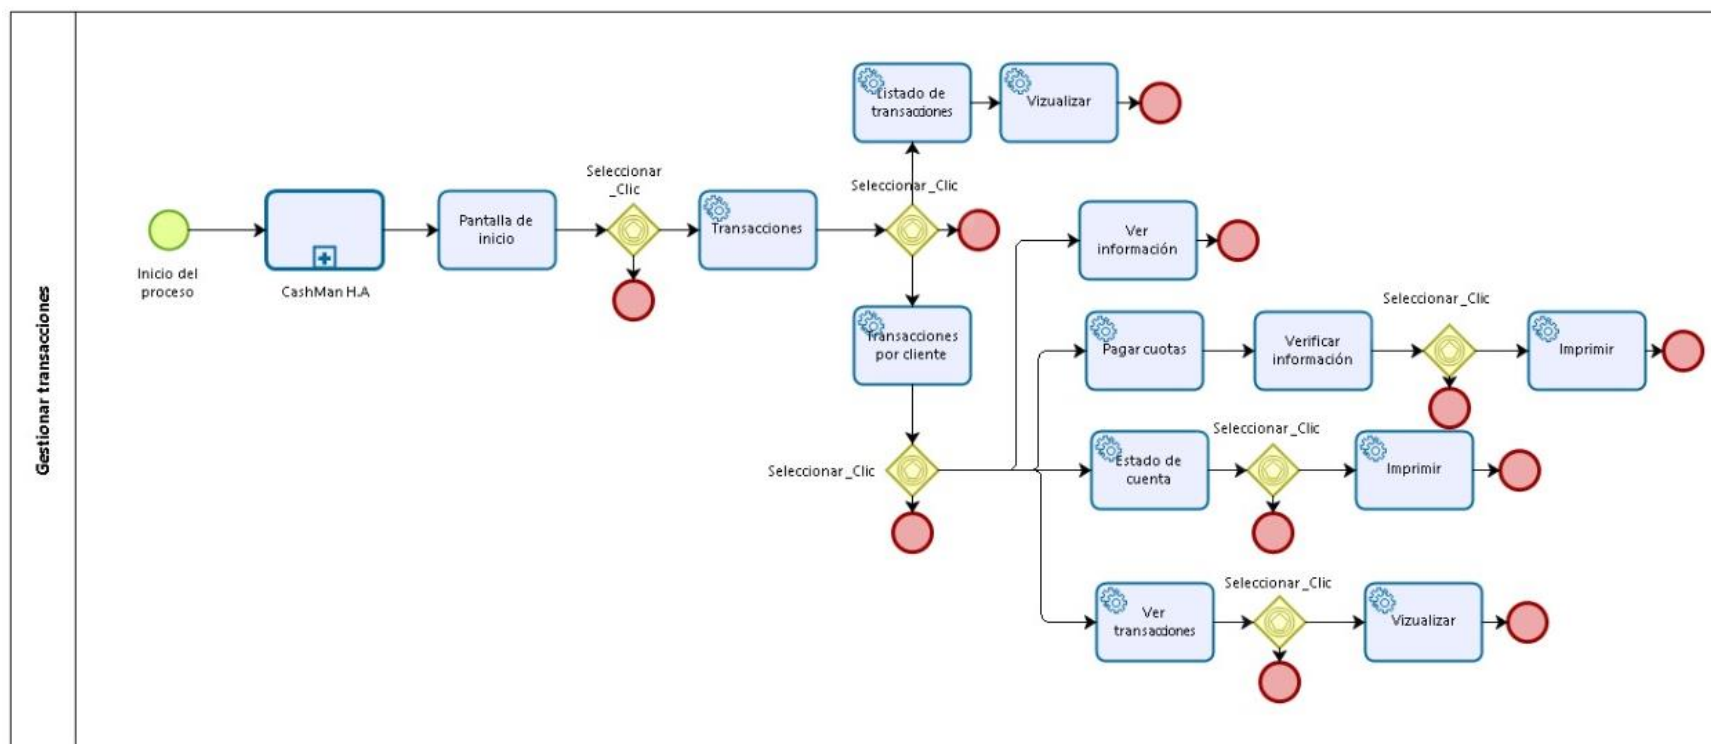 Gestionar transacciones
Inicio del
proceso
CashMan H.A
Pantalla de
inicio
Seleccionar
_Clic
Transacciones
Seleccionar_Clic
Listado de
transacciones
Vizualizar
Transacciones
por cliente
Seleccionar_Clic
Ver
información
Pagar cuotas
Verificar
información
Seleccionar_Clic
Imprimir
Estado de
cuenta
Seleccionar_Clic
Imprimir
Ver
transacciones
Seleccionar_Clic
Vizualizar